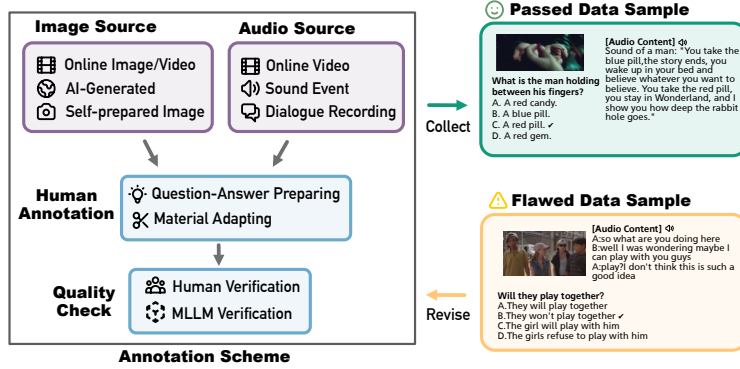 Image Source
Online Image/Video
AI-Generated
Self-prepared Image
Audio Source
Online Video
Sound Event
Dialogue Recording
Human
Annotation
Question-Answer Preparing
Material Adapting
Quality
Check
Human Verification
MLLM Verification
Annotation Scheme
Collect
Revise
Passed Data Sample
What is the man holding
between his fingers?
A. A red candy.
B. A blue pill.
C. A red pill. ✔
D. A red gem.
[Audio Content]
Sound of a man: "You take the
blue pill,the story ends, you
wake up in your bed and
believe whatever you want to
believe. You take the red pill,
you stay in Wonderland, and I
show you how deep the rabbit
hole goes."
Flawed Data Sample
[Audio Content]
A:so what are you doing here
B:well I was wondering maybe I
can play with you guys
A:play?I don't think this is such a
good idea
Will they play together?
A.They will play together
B.They won't play together ✔
C.The girl will play with him
D.The girls refuse to play with him